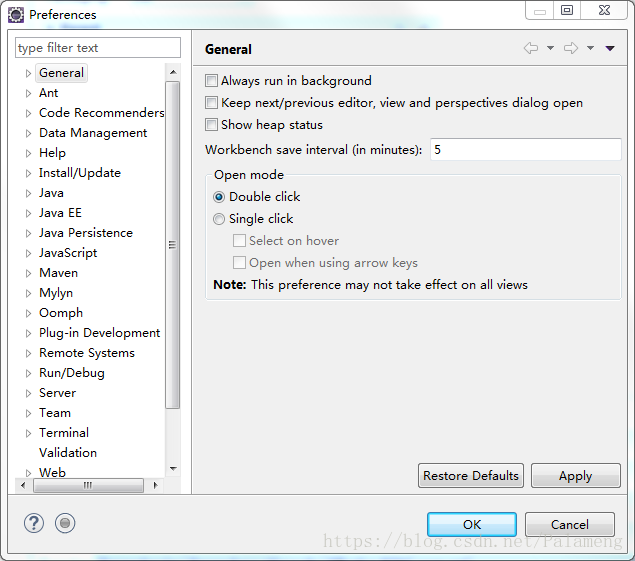 Preferences
type filter text
General
Ant
Code Recommenders
Data Management
Help
Install/Update
Java
Java EE
Java Persistence
JavaScript
Maven
Mylyn
Oomph
Plug-in Development
Remote Systems
Run/Debug
Server
Team
Terminal
Validation
Web
General
Always run in background
Keep next/previous editor, view and perspectives dialog open
Show heap status
Workbench save interval (in minutes): 5
Open mode
Double click
Single click
Select on hover
Open when using arrow keys
Note: This preference may not take effect on all views
Restore Defaults Apply
OK Cancel
https://blog.csdn.net/Palameng